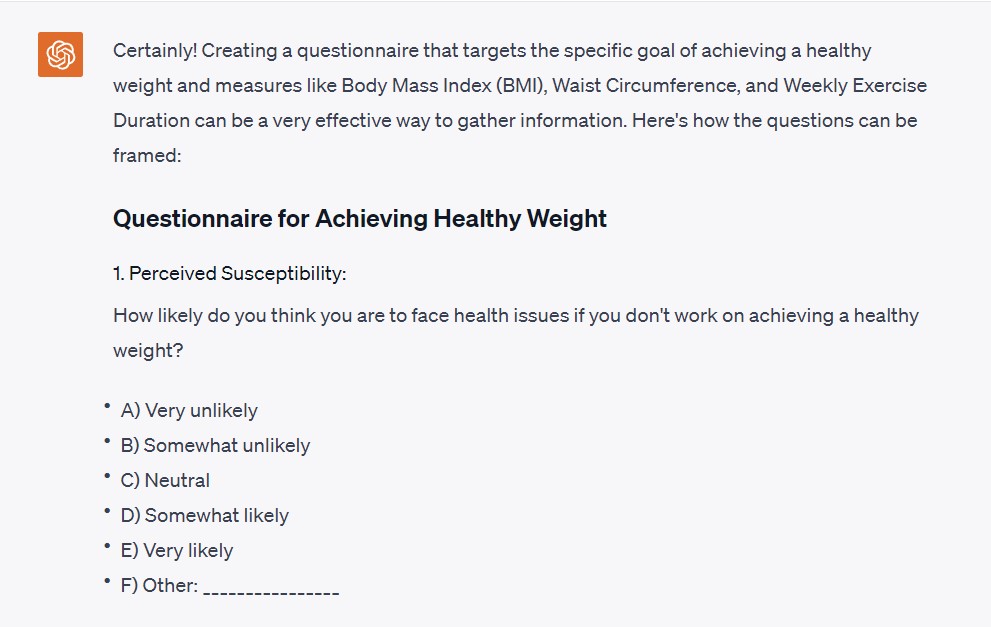 Certainly! Creating a questionnaire that targets the specific goal of achieving a healthy
weight and measures like Body Mass Index (BMI), Waist Circumference, and Weekly Exercise
Duration can be a very effective way to gather information. Here's how the questions can be
framed:
Questionnaire for Achieving Healthy Weight
1. Perceived Susceptibility:
How likely do you think you are to face health issues if you don't work on achieving a healthy
weight?
• A) Very unlikely
• B) Somewhat unlikely
• C) Neutral
• D) Somewhat likely
• E) Very likely
• F) Other: ________________